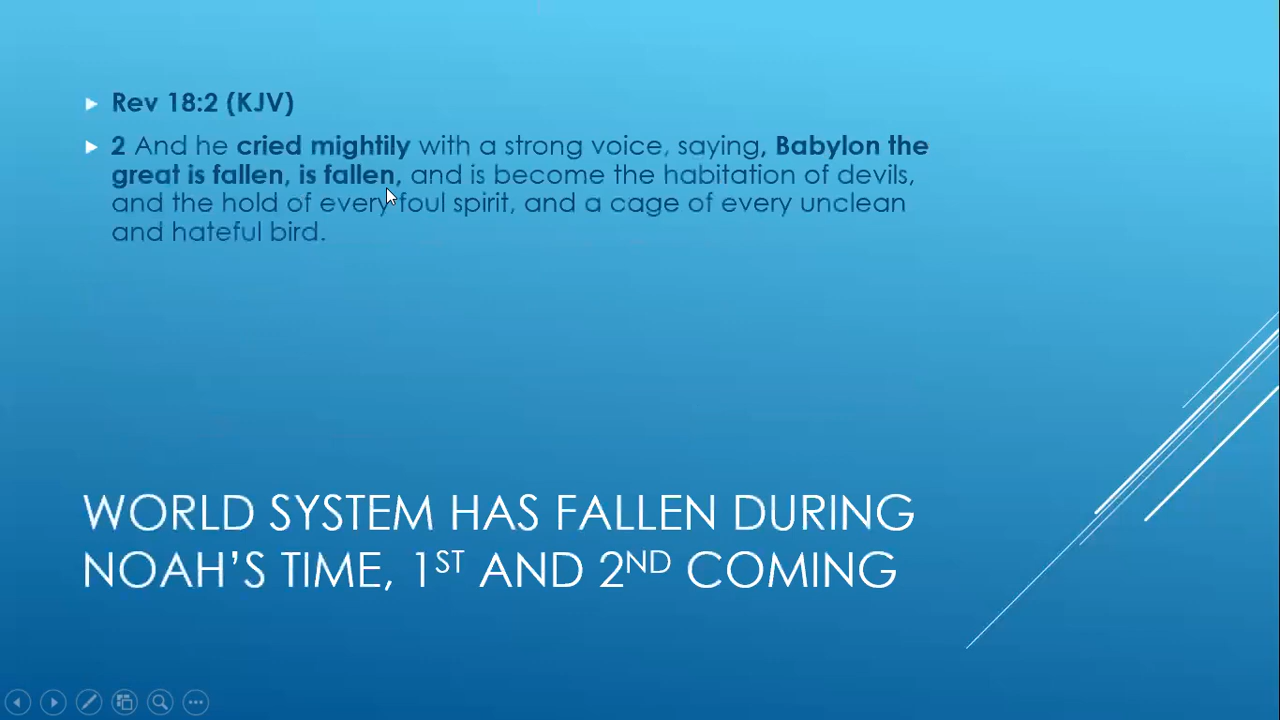 Rev 18:2 (KJV)
2 And he cried mightily with a strong voice, saying, Babylon the
great is fallen, is fallen, and is become the habitation of devils,
and the hold of every foul spirit, and a cage of every unclean
and hateful bird.
WORLD SYSTEM HAS FALLEN DURING
NOAH’S TIME, 1ST AND 2ND COMING